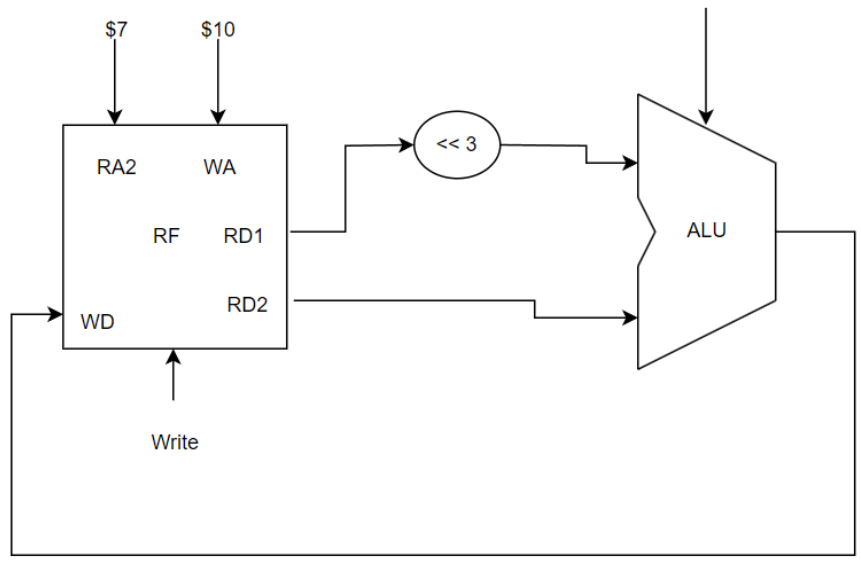 $7
$10
<< 3
RA2
WA
RF
RD1
ALU
RD2
WD
Write